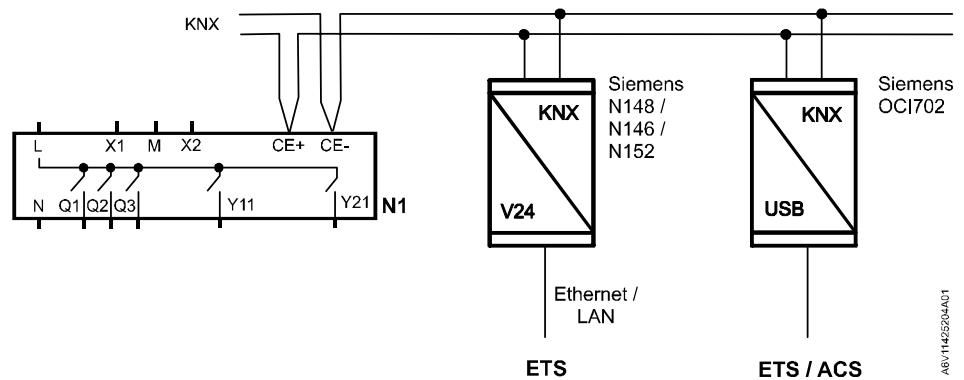 KNX
Siemens
N148 /
N146 /
N152
KNX
V24
Siemens
OCI702
KNX
USB
L X1 M X2 CE+ CE-
N Q1 Q2 Q3 Y11 Y21 N1
Ethernet /
LAN
ETS
ETS / ACS
A6V11425204A01